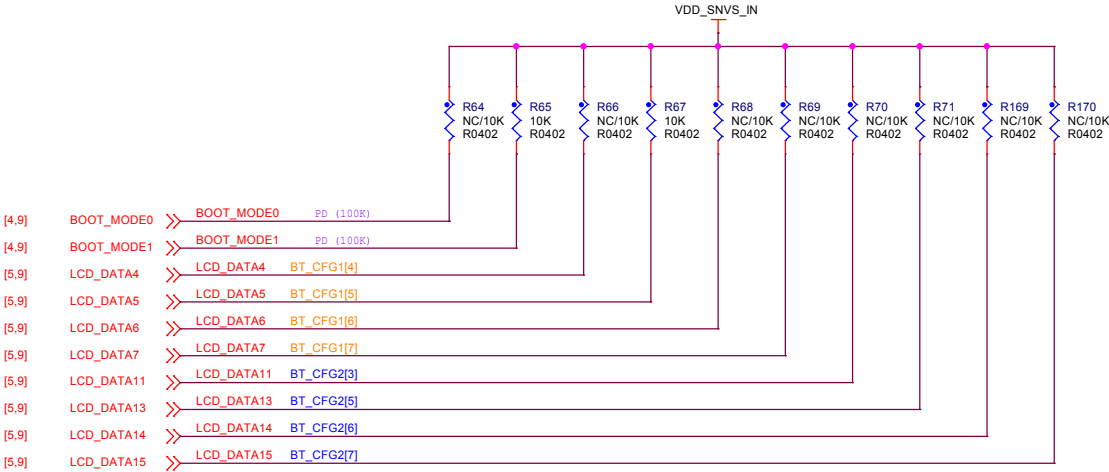 VDD_SNVS_IN
R64 R65 R66 R67 R68 R69 R70 R71 R169 R170
NC/10K 10K NC/10K 10K NC/10K NC/10K NC/10K NC/10K NC/10K NC/10K
R0402 R0402 R0402 R0402 R0402 R0402 R0402 R0402 R0402 R0402
[4,9] BOOT_MODE0 BOOT_MODE0 PD (100K)
[4,9] BOOT_MODE1 BOOT_MODE1 PD (100K)
[5,9] LCD_DATA4 LCD_DATA4 BT_CFG1[4]
[5,9] LCD_DATA5 LCD_DATA5 BT_CFG1[5]
[5,9] LCD_DATA6 LCD_DATA6 BT_CFG1[6]
[5,9] LCD_DATA7 LCD_DATA7 BT_CFG1[7]
[5,9] LCD_DATA11 LCD_DATA11 BT_CFG2[3]
[5,9] LCD_DATA13 LCD_DATA13 BT_CFG2[5]
[5,9] LCD_DATA14 LCD_DATA14 BT_CFG2[6]
[5,9] LCD_DATA15 LCD_DATA15 BT_CFG2[7]